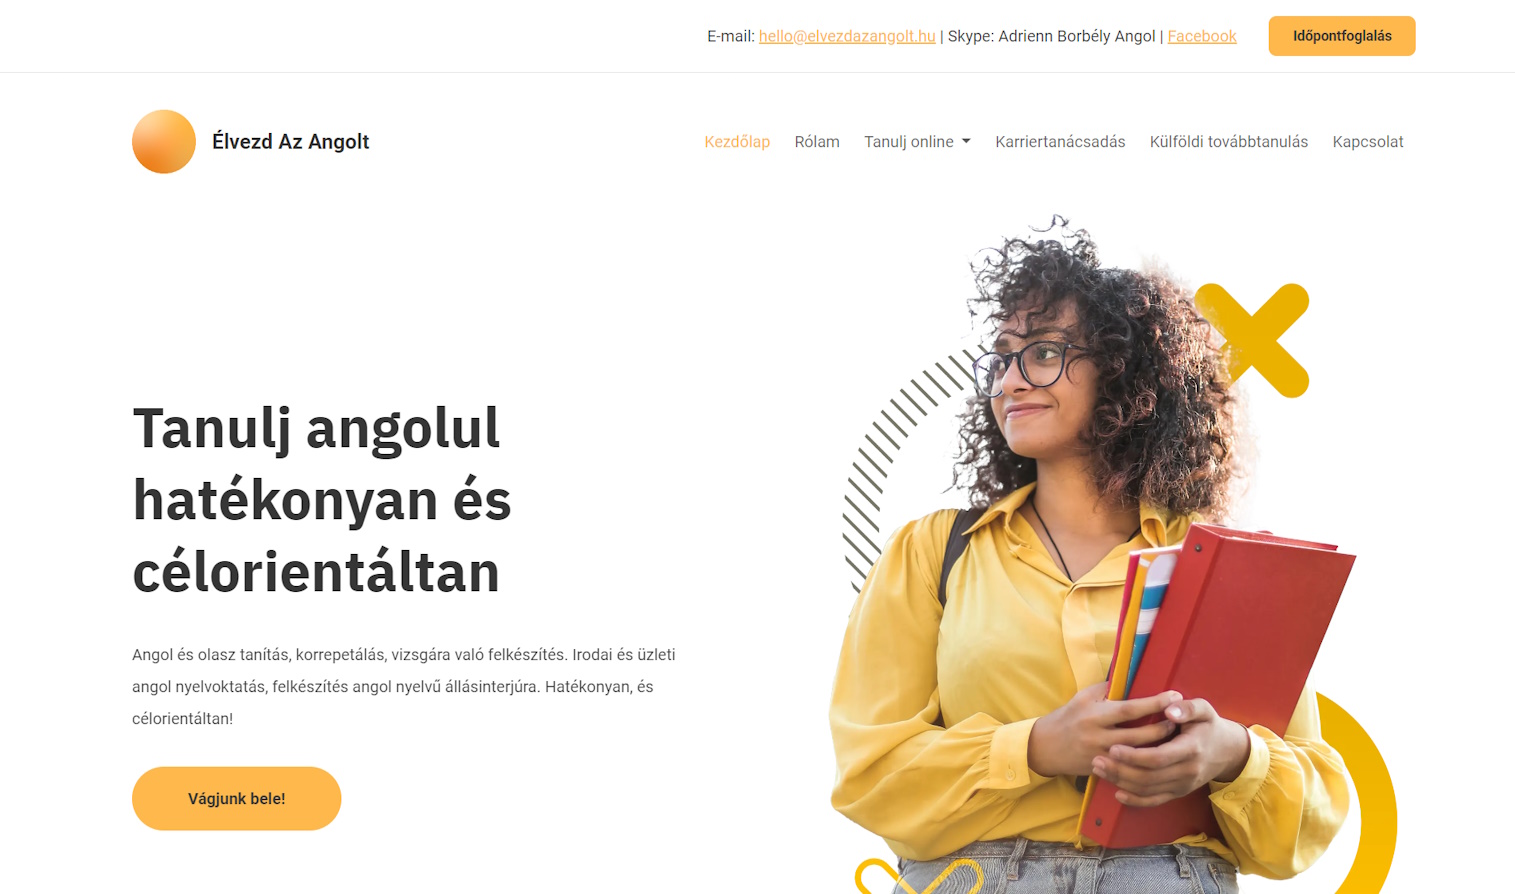 E-mail: hello@elvezdazangolt.hu | Skype: Adrienn Borbély Angol | Facebook
Időpontfoglalás
Élvezd Az Angolt
Kezdőlap Rólam Tanulj online Karriertanácsadás Külföldi továbbtanulás Kapcsolat
Tanulj angolul
hatékonyan és
célorientáltan
Angol és olasz tanítás, korrepetálás, vizsgára való felkészítés. Irodai és üzleti
angol nyelvoktatás, felkészítés angol nyelvű állásinterjúra. Hatékonyan, és
célorientáltan!
Vágjunk bele!